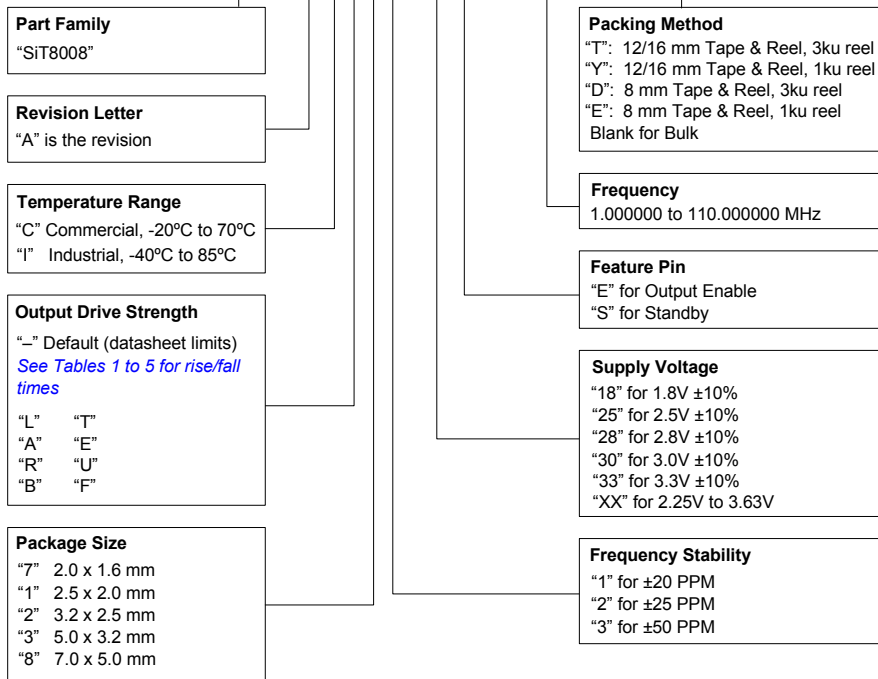 Part Family
“SiT8008”
Revision Letter
“A” is the revision
Temperature Range
“C” Commercial, -20ºC to 70ºC
“I” Industrial, -40ºC to 85ºC
Output Drive Strength
“–” Default (datasheet limits)
See Tables 1 to 5 for rise/fall
times
“L” “T”
“A” “E”
“R” “U”
“B” “F”
Package Size
“7” 2.0 x 1.6 mm
“1” 2.5 x 2.0 mm
“2” 3.2 x 2.5 mm
“3” 5.0 x 3.2 mm
“8” 7.0 x 5.0 mm
Packing Method
“T”: 12/16 mm Tape & Reel, 3ku reel
“Y”: 12/16 mm Tape & Reel, 1ku reel
“D”: 8 mm Tape & Reel, 3ku reel
“E”: 8 mm Tape & Reel, 1ku reel
Blank for Bulk
Frequency
1.000000 to 110.000000 MHz
Feature Pin
“E” for Output Enable
“S” for Standby
Supply Voltage
“18” for 1.8V ±10%
“25” for 2.5V ±10%
“28” for 2.8V ±10%
“30” for 3.0V ±10%
“33” for 3.3V ±10%
“XX” for 2.25V to 3.63V
Frequency Stability
“1” for ±20 PPM
“2” for ±25 PPM
“3” for ±50 PPM